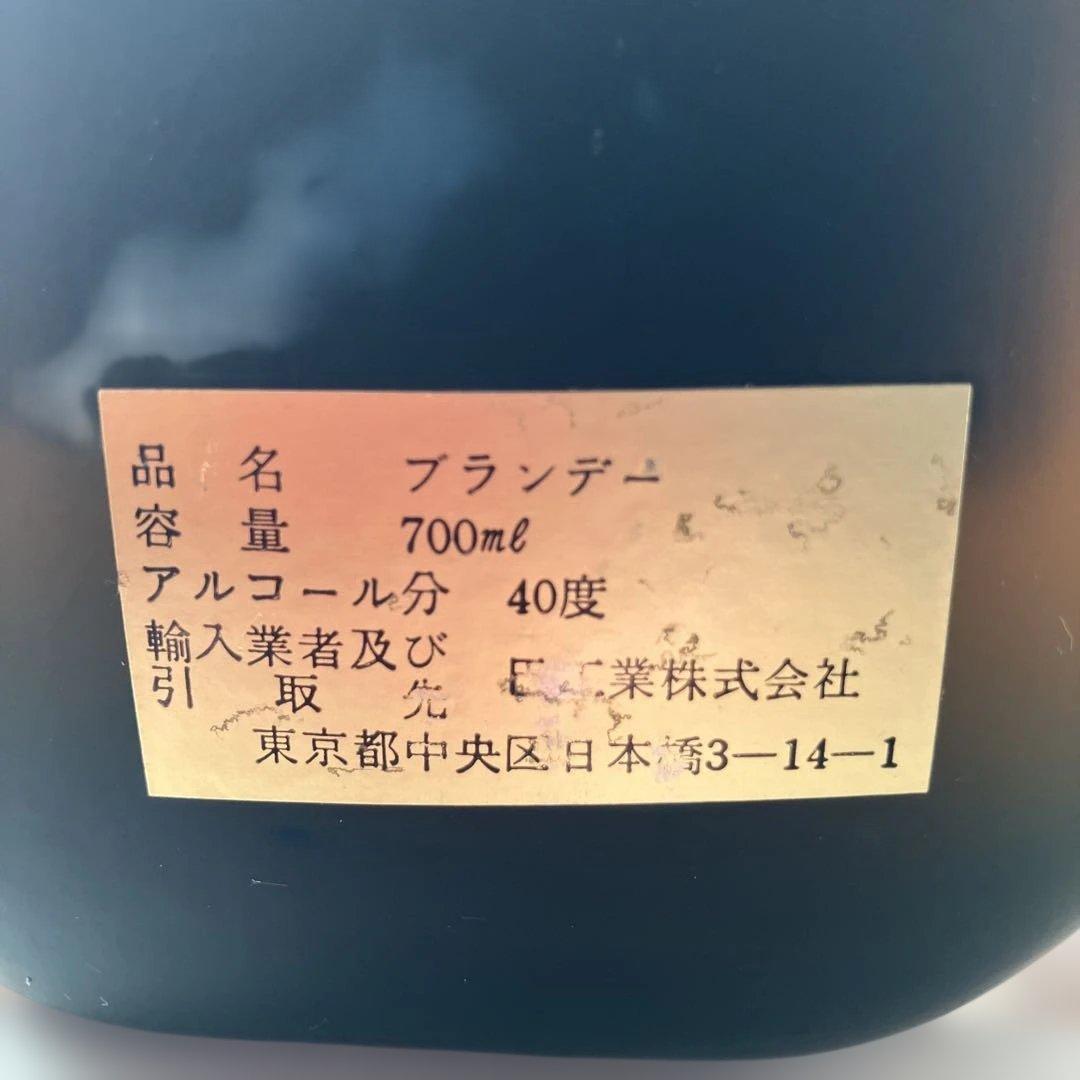 品名 ブランデー
容量 700ml
アルコール分 40度
輸入業者及び
引取先
業株式会社
東京都中央区日本橋3-14-1